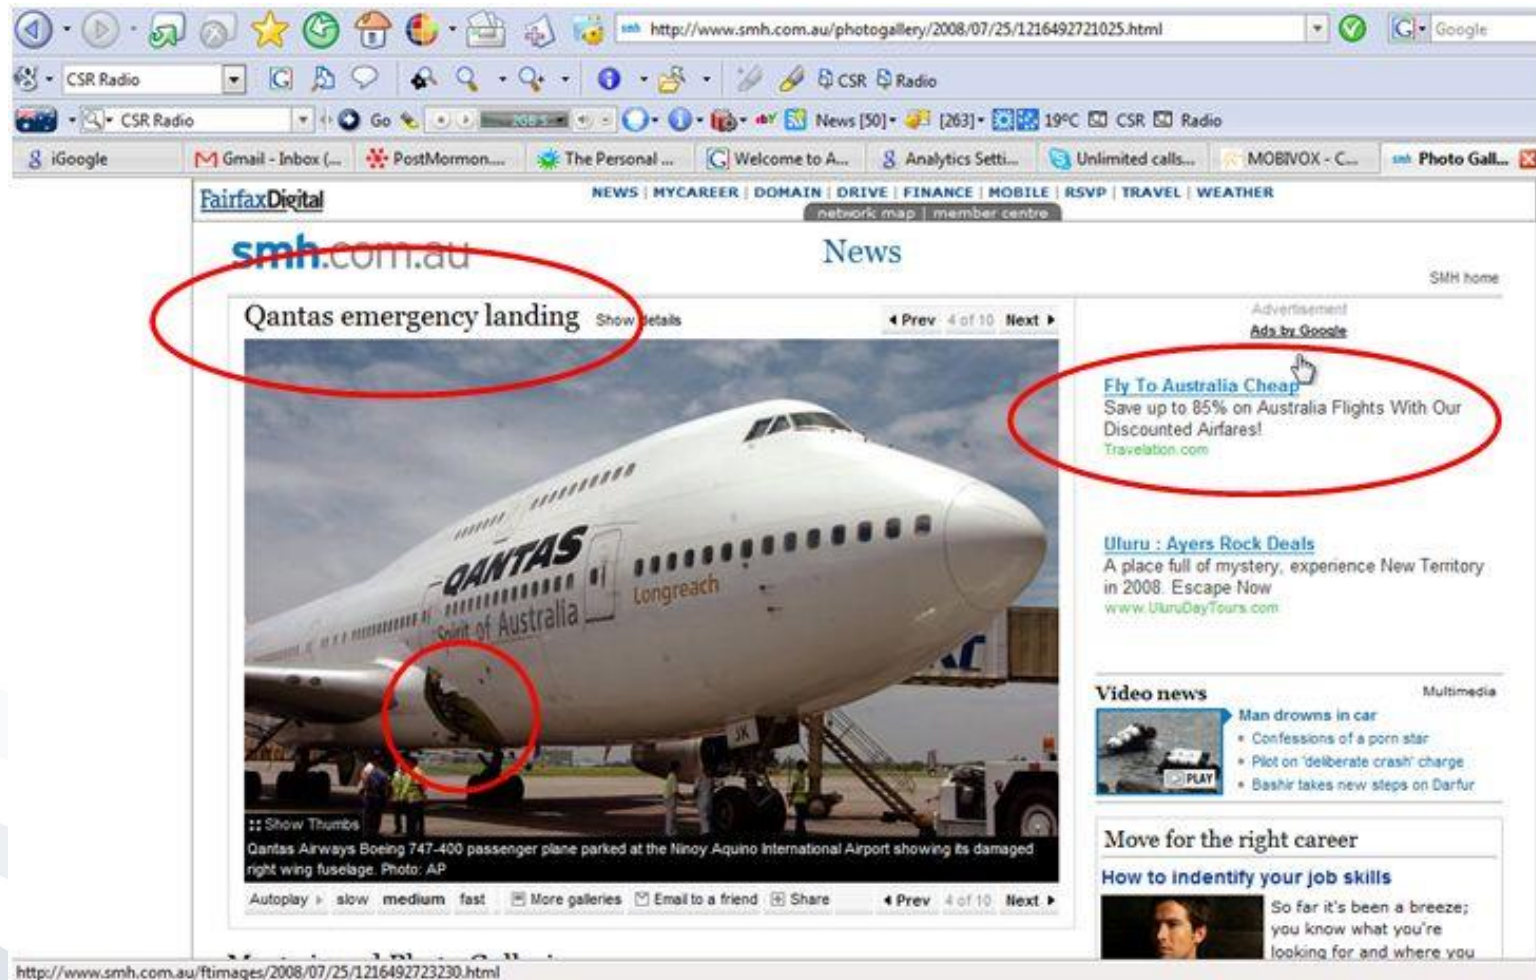 http://www.smh.com.au/photogallery/2008/07/25/1216492721025.html
Google
CSR Radio
CSR Radio
CSR Radio Go News [50] [263] 19°C CSR Radio
iGoogle Gmail - Inbox (... PostMormon.... The Personal ... Welcome to A... Analytics Setti... Unlimited calls... MOBIVOX - C... Photo Gall...
FairfaxDigital
NEWS | MYCAREER | DOMAIN | DRIVE | FINANCE | MOBILE | RSVP | TRAVEL | WEATHER
network map | member centre
smh.com.au
News
SMH home
Qantas emergency landing Show details
Prev 4 of 10 Next
QANTAS
Spirit of Australia
Longreach
JK
Show Thumbs
Qantas Airways Boeing 747-400 passenger plane parked at the Ninoy Aquino International Airport showing its damaged
right wing fuselage. Photo: AP
Autoplay slow medium fast More galleries Email to a friend Share Prev 4 of 10 Next
Advertisement
Ads by Google
Fly To Australia Cheap
Save up to 85% on Australia Flights With Our
Discounted Airfares!
Travelation.com
Uluru : Ayers Rock Deals
A place full of mystery, experience New Territory
in 2008. Escape Now
www.UluruDayTours.com
Video news Multimedia
Man drowns in car
Confessions of a porn star
Pilot on 'deliberate crash' charge
Bashir takes new steps on Darfur
PLAY
Move for the right career
How to indentify your job skills
So far it's been a breeze;
you know what you're
looking for and where you
http://www.smh.com.au/ftimages/2008/07/25/1216492723230.html